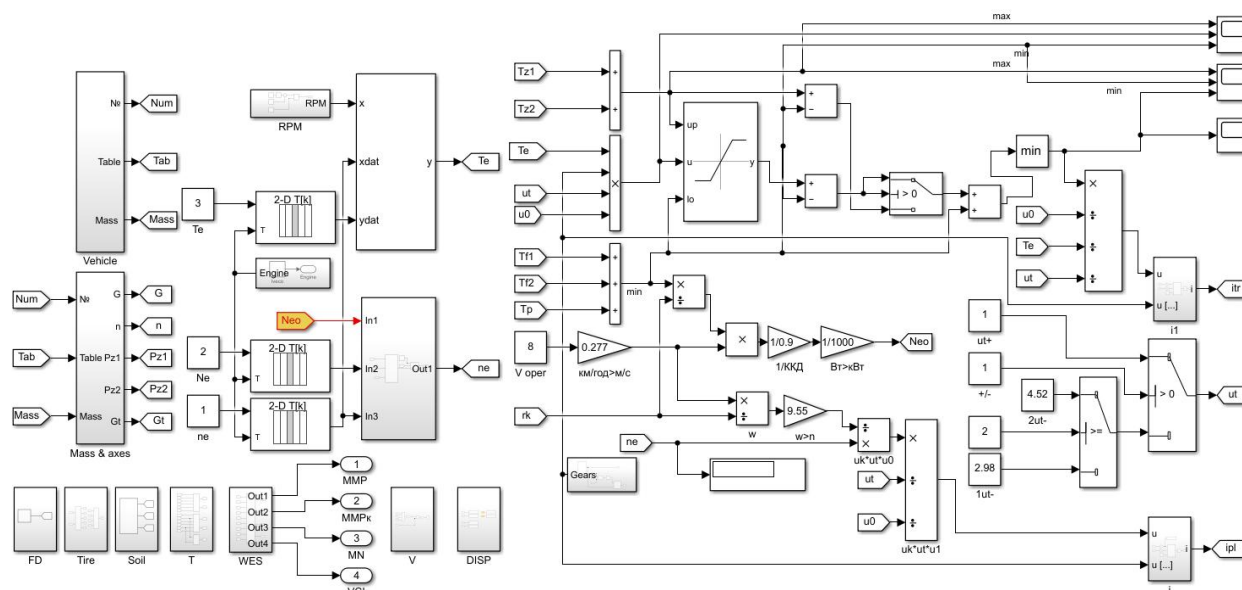 №
Num
Table
Tab
Mass
Mass
Vehicle
RPM
RPM
x
xdat
ydat
y
Te
3
Te
2-D T[k]
T
Engine
Num
Tab
Mass
№
Table
Mass
G
n
Pz1
Pz2
Gt
G
n
Pz1
Pz2
Gt
Mass & axes
Neo
2
Ne
2-D T[k]
T
1
ne
2-D T[k]
T
In1
In2
In3
Out1
ne
FD
Tire
Soil
T
Out1
Out2
Out3
Out4
WES
1
MMP
2
MMPк
3
MN
4
V
DISP
Tz1
Tz2
+
+
Te
ut
u0
×
Tf1
Tf2
Tp
+
+
+
min
up
u
lo
y
+
−
+
−
> 0
+
+
min
max
min
max
min
×
÷
÷
÷
u0
Te
ut
u
u [...]
i
i1
itr
8
V oper
0.277
км/год>м/с
×
÷
×
1/0.9
1/ККД
1/1000
Вт>кВт
Neo
rk
×
÷
w
9.55
w>n
ne
÷
×
uk*ut*u0
ut
u0
×
÷
÷
uk*ut*u1
Gears
1
ut+
1
+/-
4.52
2ut-
2
2.98
1ut-
>=
> 0
ut
u
u [...]
i
ipl